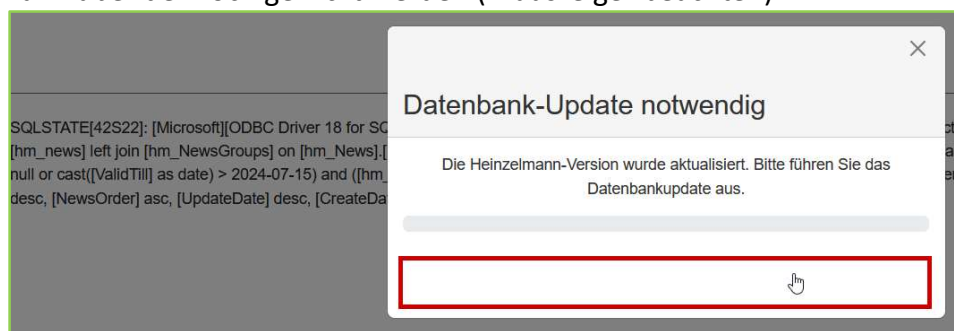 Datenbank-Update notwendig
SQLSTATE[42S22]: [Microsoft][ODBC Driver 18 for
[hm_news] left join [hm_NewsGroups] on [hm_News].[
null or cast([ValidTill] as date) > 2024-07-15) and ([hm_
desc, [NewsOrder] asc, [UpdateDate] desc,
Die Heinzelmann-Version wurde aktualisiert. Bitte führen Sie das
Datenbankupdate aus.